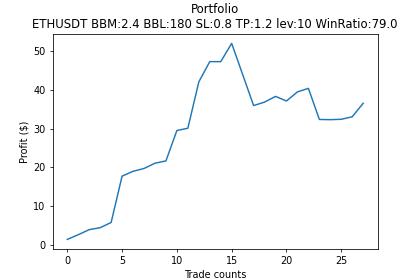 Portfolio
ETHUSDT BBM:2.4 BBL:180 SL:0.8 TP:1.2 lev:10 WinRatio:79.0
50
40
30
20
10
0
Profit ($)
0 5 10 15 20 25
Trade counts